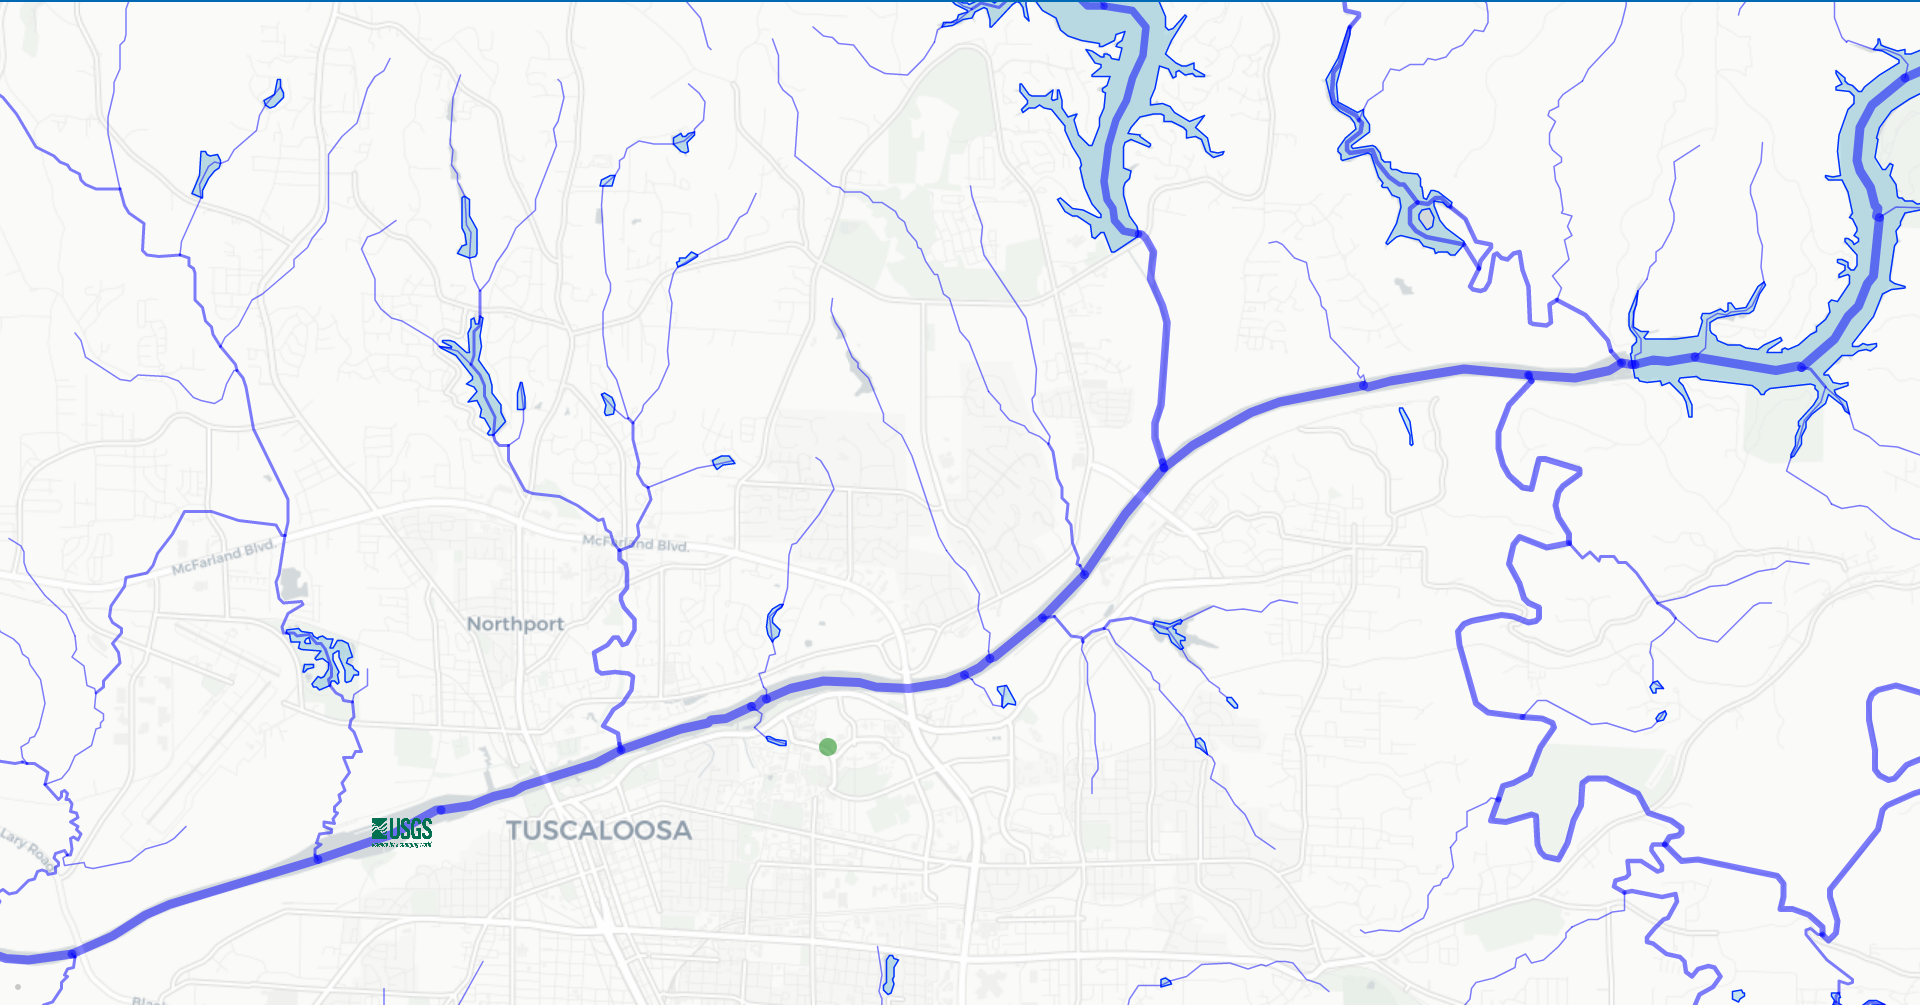 McFarland Blvd.
McFarland Blvd.
Northport
USGS
TUSCALOOSA
Lary Road